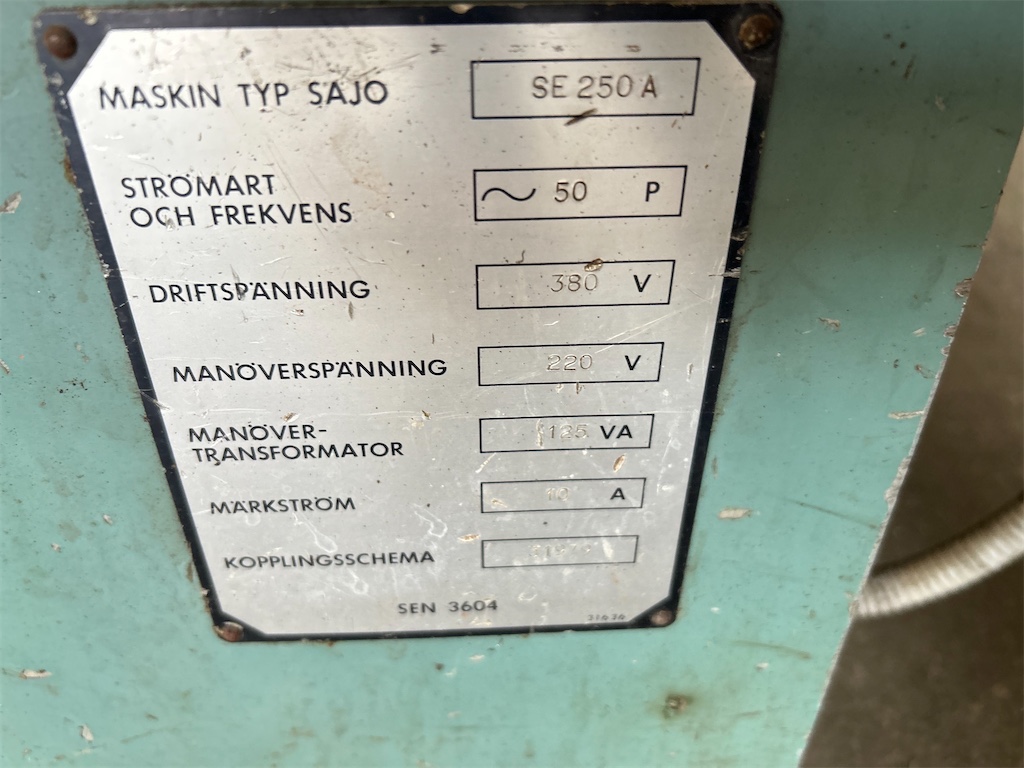 MASKIN TYP SAJO SE 250 A
STRÖMART
OCH FREKVENS ~ 50 P
DRIFTSPÄNNING 380 V
MANÖVERSPÄNNING 220 V
MANÖVER-
TRANSFORMATOR 125 VA
MÄRKSTRÖM 10 A
KOPPLINGSSCHEMA
SEN 3604